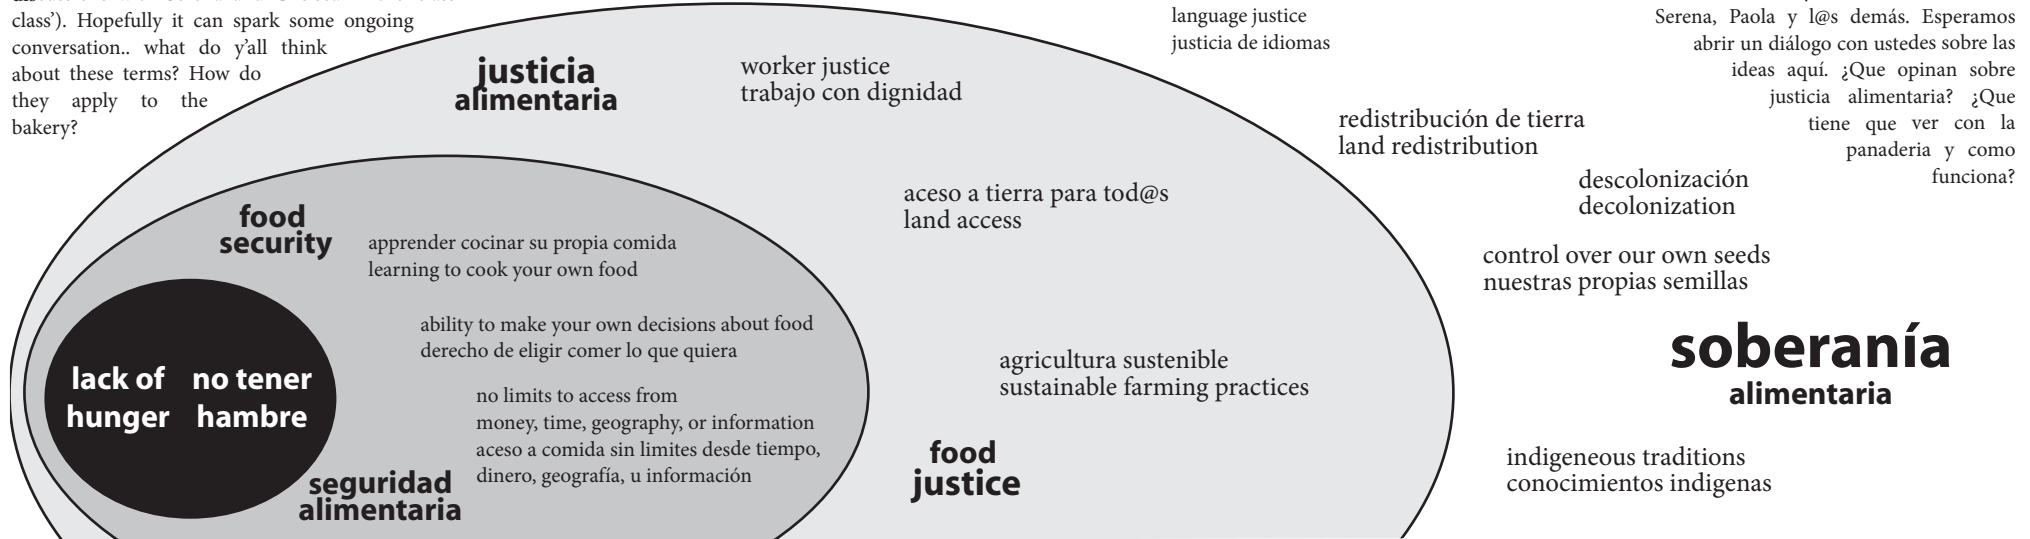 class'). Hopefully it can spark some ongoing
conversation.. what do y'all think
about these terms? How do
they apply to the
bakery?
justicia
alimentaria
worker justice
trabajo con dignidad
language justice
justicia de idiomas
Serena, Paola y l@s demás. Esperamos
abrir un diálogo con ustedes sobre las
ideas aquí. ¿Que opinan sobre
justicia alimentaria? ¿Que
tiene que ver con la
panaderia y como
funciona?
redistribución de tierra
land redistribution
descolonización
decolonization
aceso a tierra para tod@s
land access
food
security
apprender cocinar su propia comida
learning to cook your own food
control over our own seeds
nuestras propias semillas
ability to make your own decisions about food
derecho de eligir comer lo que quiera
soberanía
alimentaria
agricultura sustenible
sustainable farming practices
lack of
hunger
no tener
hambre
no limits to access from
money, time, geography, or information
aceso a comida sin limites desde tiempo,
dinero, geografía, u información
food
justice
seguridad
alimentaria
indigeneous traditions
conocimientos indigenas